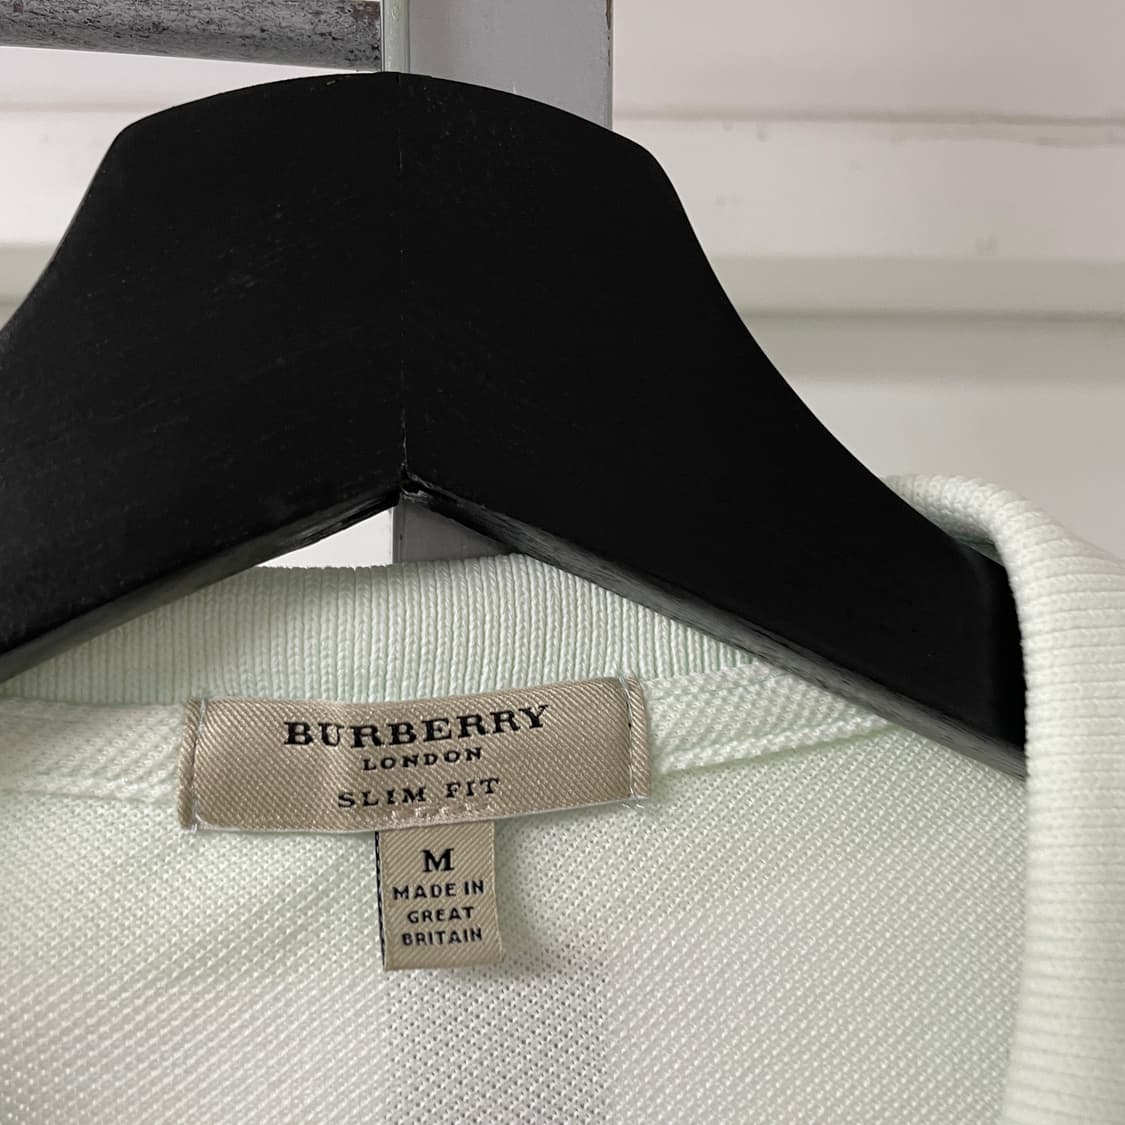 BURBERRY
LONDON
SLIM FIT
M
MADE IN
GREAT
BRITAIN